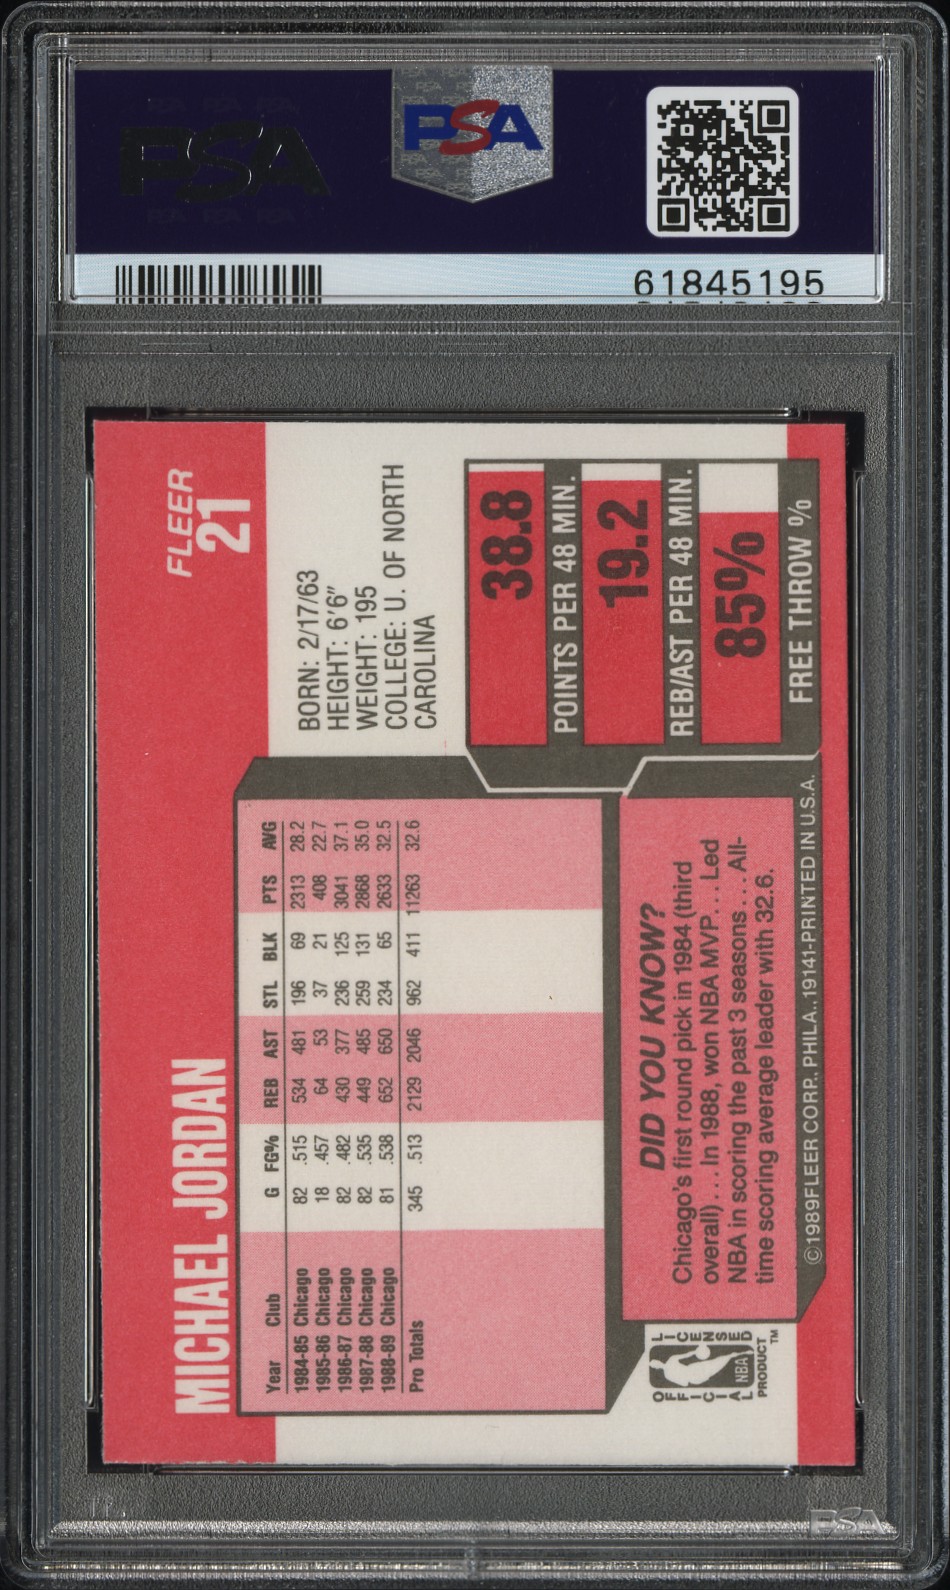 PSA
PSA
61845195
FLEER
21
MICHAEL JORDAN
BORN: 2/17/63
HEIGHT: 6'6"
WEIGHT: 195
COLLEGE: U. OF NORTH
CAROLINA
Year Club G FG% REB AST STL BLK PTS AVG
1984-85 Chicago 82 .515 534 481 196 69 2313 28.2
1985-86 Chicago 18 .457 64 53 37 21 408 22.7
1986-87 Chicago 82 .482 430 377 236 125 3041 37.1
1987-88 Chicago 82 .535 449 485 259 131 2868 35.0
1988-89 Chicago 81 .538 652 650 234 65 2633 32.5
Pro Totals 345 .513 2129 2046 962 411 11263 32.6
38.8
POINTS PER 48 MIN.
19.2
REB/AST PER 48 MIN.
85%
FREE THROW %
DID YOU KNOW?
Chicago's first round pick in 1984 (third
overall)... In 1988, won NBA MVP... Led
NBA in scoring the past 3 seasons... All-
time scoring average leader with 32.6.
OFFICIAL
NBA
LICENSED
PRODUCT™
©1989 FLEER CORP., PHILA., 19141-PRINTED IN U.S.A.
PSA